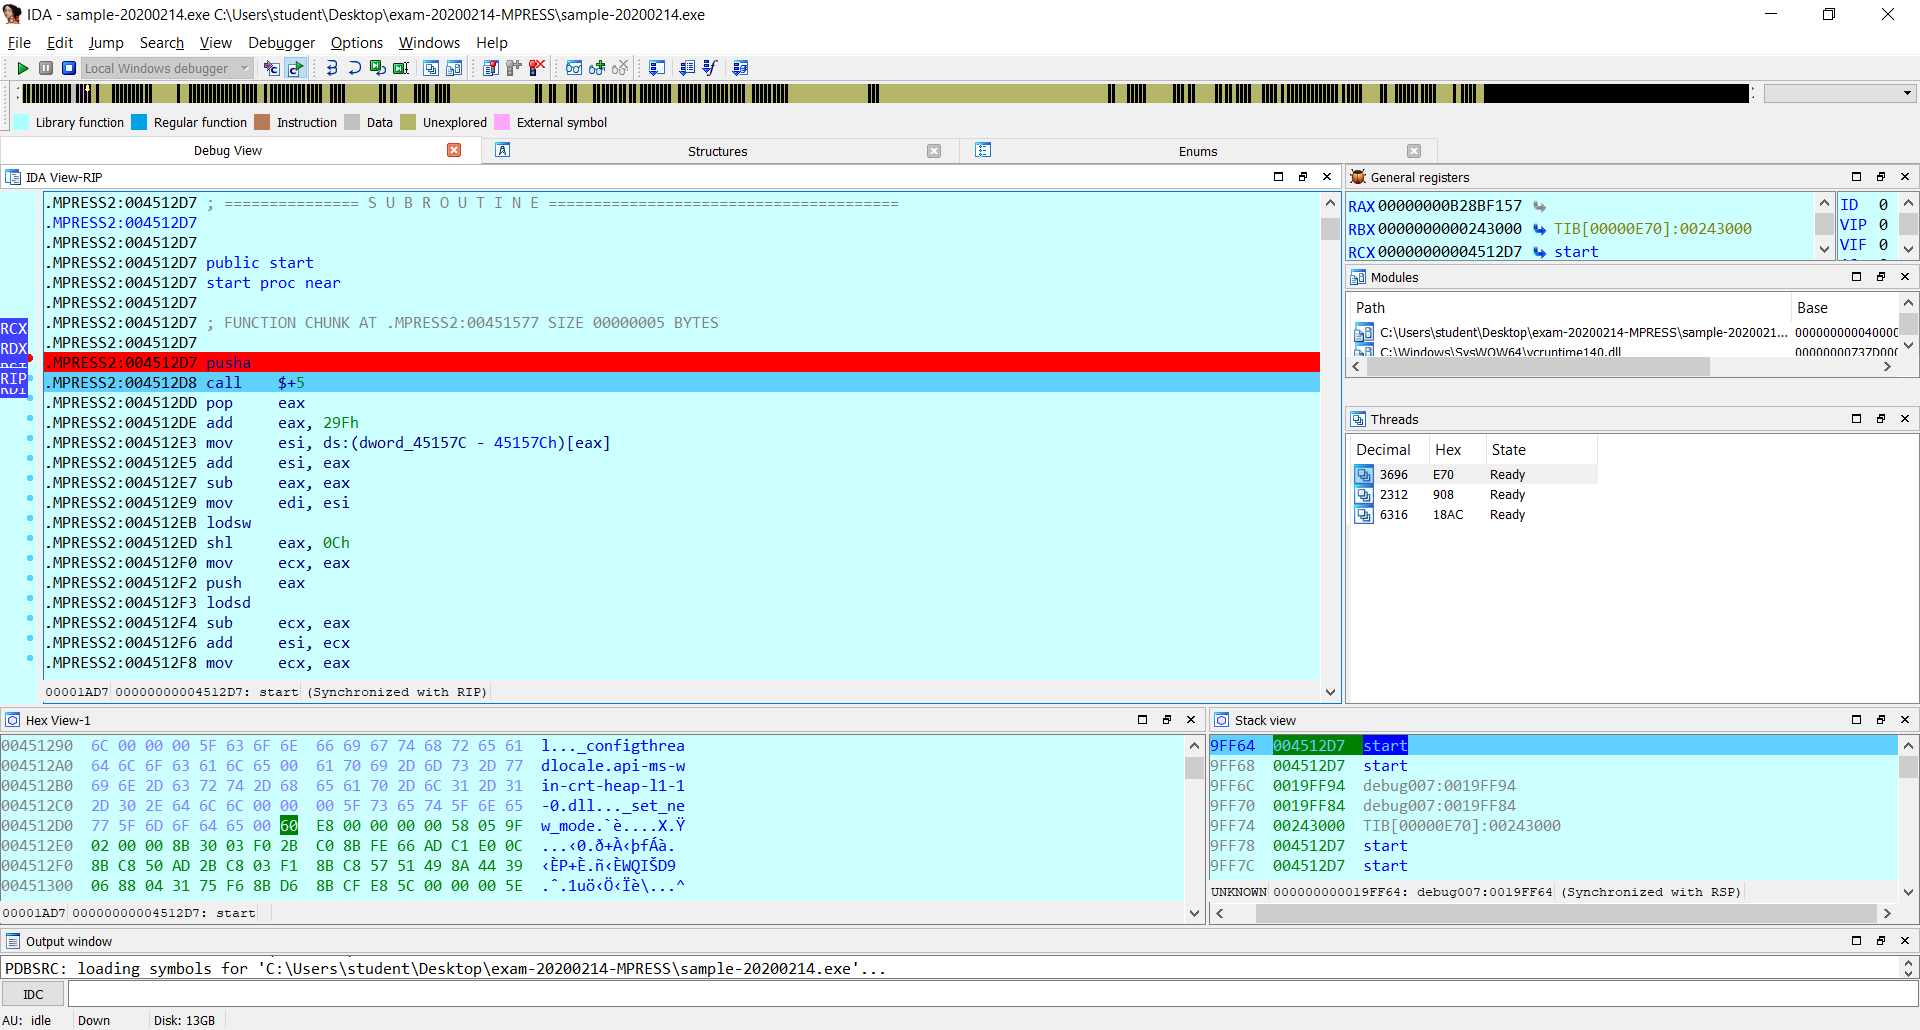 IDA - sample-20200214.exe C:\Users\student\Desktop\exam-20200214-MPRESS\sample-20200214.exe
File Edit Jump Search View Debugger Options Windows Help
Local Windows debugger
Library function Regular function Instruction Data Unexplored External symbol
Debug View Structures Enums
IDA View-RIP
.MPRESS2:004512D7 ; =============== S U B R O U T I N E =======================================
.MPRESS2:004512D7
.MPRESS2:004512D7
.MPRESS2:004512D7 public start
.MPRESS2:004512D7 start proc near
.MPRESS2:004512D7
.MPRESS2:004512D7 ; FUNCTION CHUNK AT .MPRESS2:00451577 SIZE 00000005 BYTES
.MPRESS2:004512D7
.MPRESS2:004512D7 pusha
.MPRESS2:004512D8 call $+5
.MPRESS2:004512DD pop eax
.MPRESS2:004512DE add eax, 29Fh
.MPRESS2:004512E3 mov esi, ds:(dword_45157C - 45157Ch)[eax]
.MPRESS2:004512E5 add esi, eax
.MPRESS2:004512E7 sub eax, eax
.MPRESS2:004512E9 mov edi, esi
.MPRESS2:004512EB lodsw
.MPRESS2:004512ED shl eax, 0Ch
.MPRESS2:004512F0 mov ecx, eax
.MPRESS2:004512F2 push eax
.MPRESS2:004512F3 lodsd
.MPRESS2:004512F4 sub ecx, eax
.MPRESS2:004512F6 add esi, ecx
.MPRESS2:004512F8 mov ecx, eax
RCX
RDX
RIP
RDI
00001AD7 00000000004512D7: start (Synchronized with RIP)
General registers
RAX 00000000B28BF157
RBX 0000000000243000 TIB[00000E70]:00243000
RCX 00000000004512D7 start
ID 0
VIP 0
VIF 0
Modules
Path Base
C:\Users\student\Desktop\exam-20200214-MPRESS\sample-2020021... 000000000040000
C:\Windows\SysWOW64\vcruntime140.dll 00000000737D000
Threads
Decimal Hex State
3696 E70 Ready
2312 908 Ready
6316 18AC Ready
Hex View-1
00451290 6C 00 00 00 5F 63 6F 6E 66 69 67 74 68 72 65 61 l..._configthrea
004512A0 64 6C 6F 63 61 6C 65 00 61 70 69 2D 6D 73 2D 77 dlocale.api-ms-w
004512B0 69 6E 2D 63 72 74 2D 68 65 61 70 2D 6C 31 2D 31 in-crt-heap-l1-1
004512C0 2D 30 2E 64 6C 6C 00 00 00 5F 73 65 74 5F 6E 65 -0.dll..._set_ne
004512D0 77 5F 6D 6F 64 65 00 60 E8 00 00 00 00 58 05 9F w_mode.`è....X.Ÿ
004512E0 02 00 00 8B 30 03 F0 2B C0 8B FE 66 AD C1 E0 0C ...‹0.ð+À‹þfÁà.
004512F0 8B C8 50 AD 2B C8 03 F1 8B C8 57 51 49 8A 44 39 ‹ÈP+È.ñ‹ÈWQIŠD9
00451300 06 88 04 31 75 F6 8B D6 8B CF E8 5C 00 00 00 5E .ˆ.1uö‹Ö‹Ïè\...^
00001AD7 00000000004512D7: start
Stack view
9FF64 004512D7 start
9FF68 004512D7 start
9FF6C 0019FF94 debug007:0019FF94
9FF70 0019FF84 debug007:0019FF84
9FF74 00243000 TIB[00000E70]:00243000
9FF78 004512D7 start
9FF7C 004512D7 start
UNKNOWN 000000000019FF64: debug007:0019FF64 (Synchronized with RSP)
Output window
PDBSRC: loading symbols for 'C:\Users\student\Desktop\exam-20200214-MPRESS\sample-20200214.exe'...
IDC
AU: idle Down Disk: 13GB